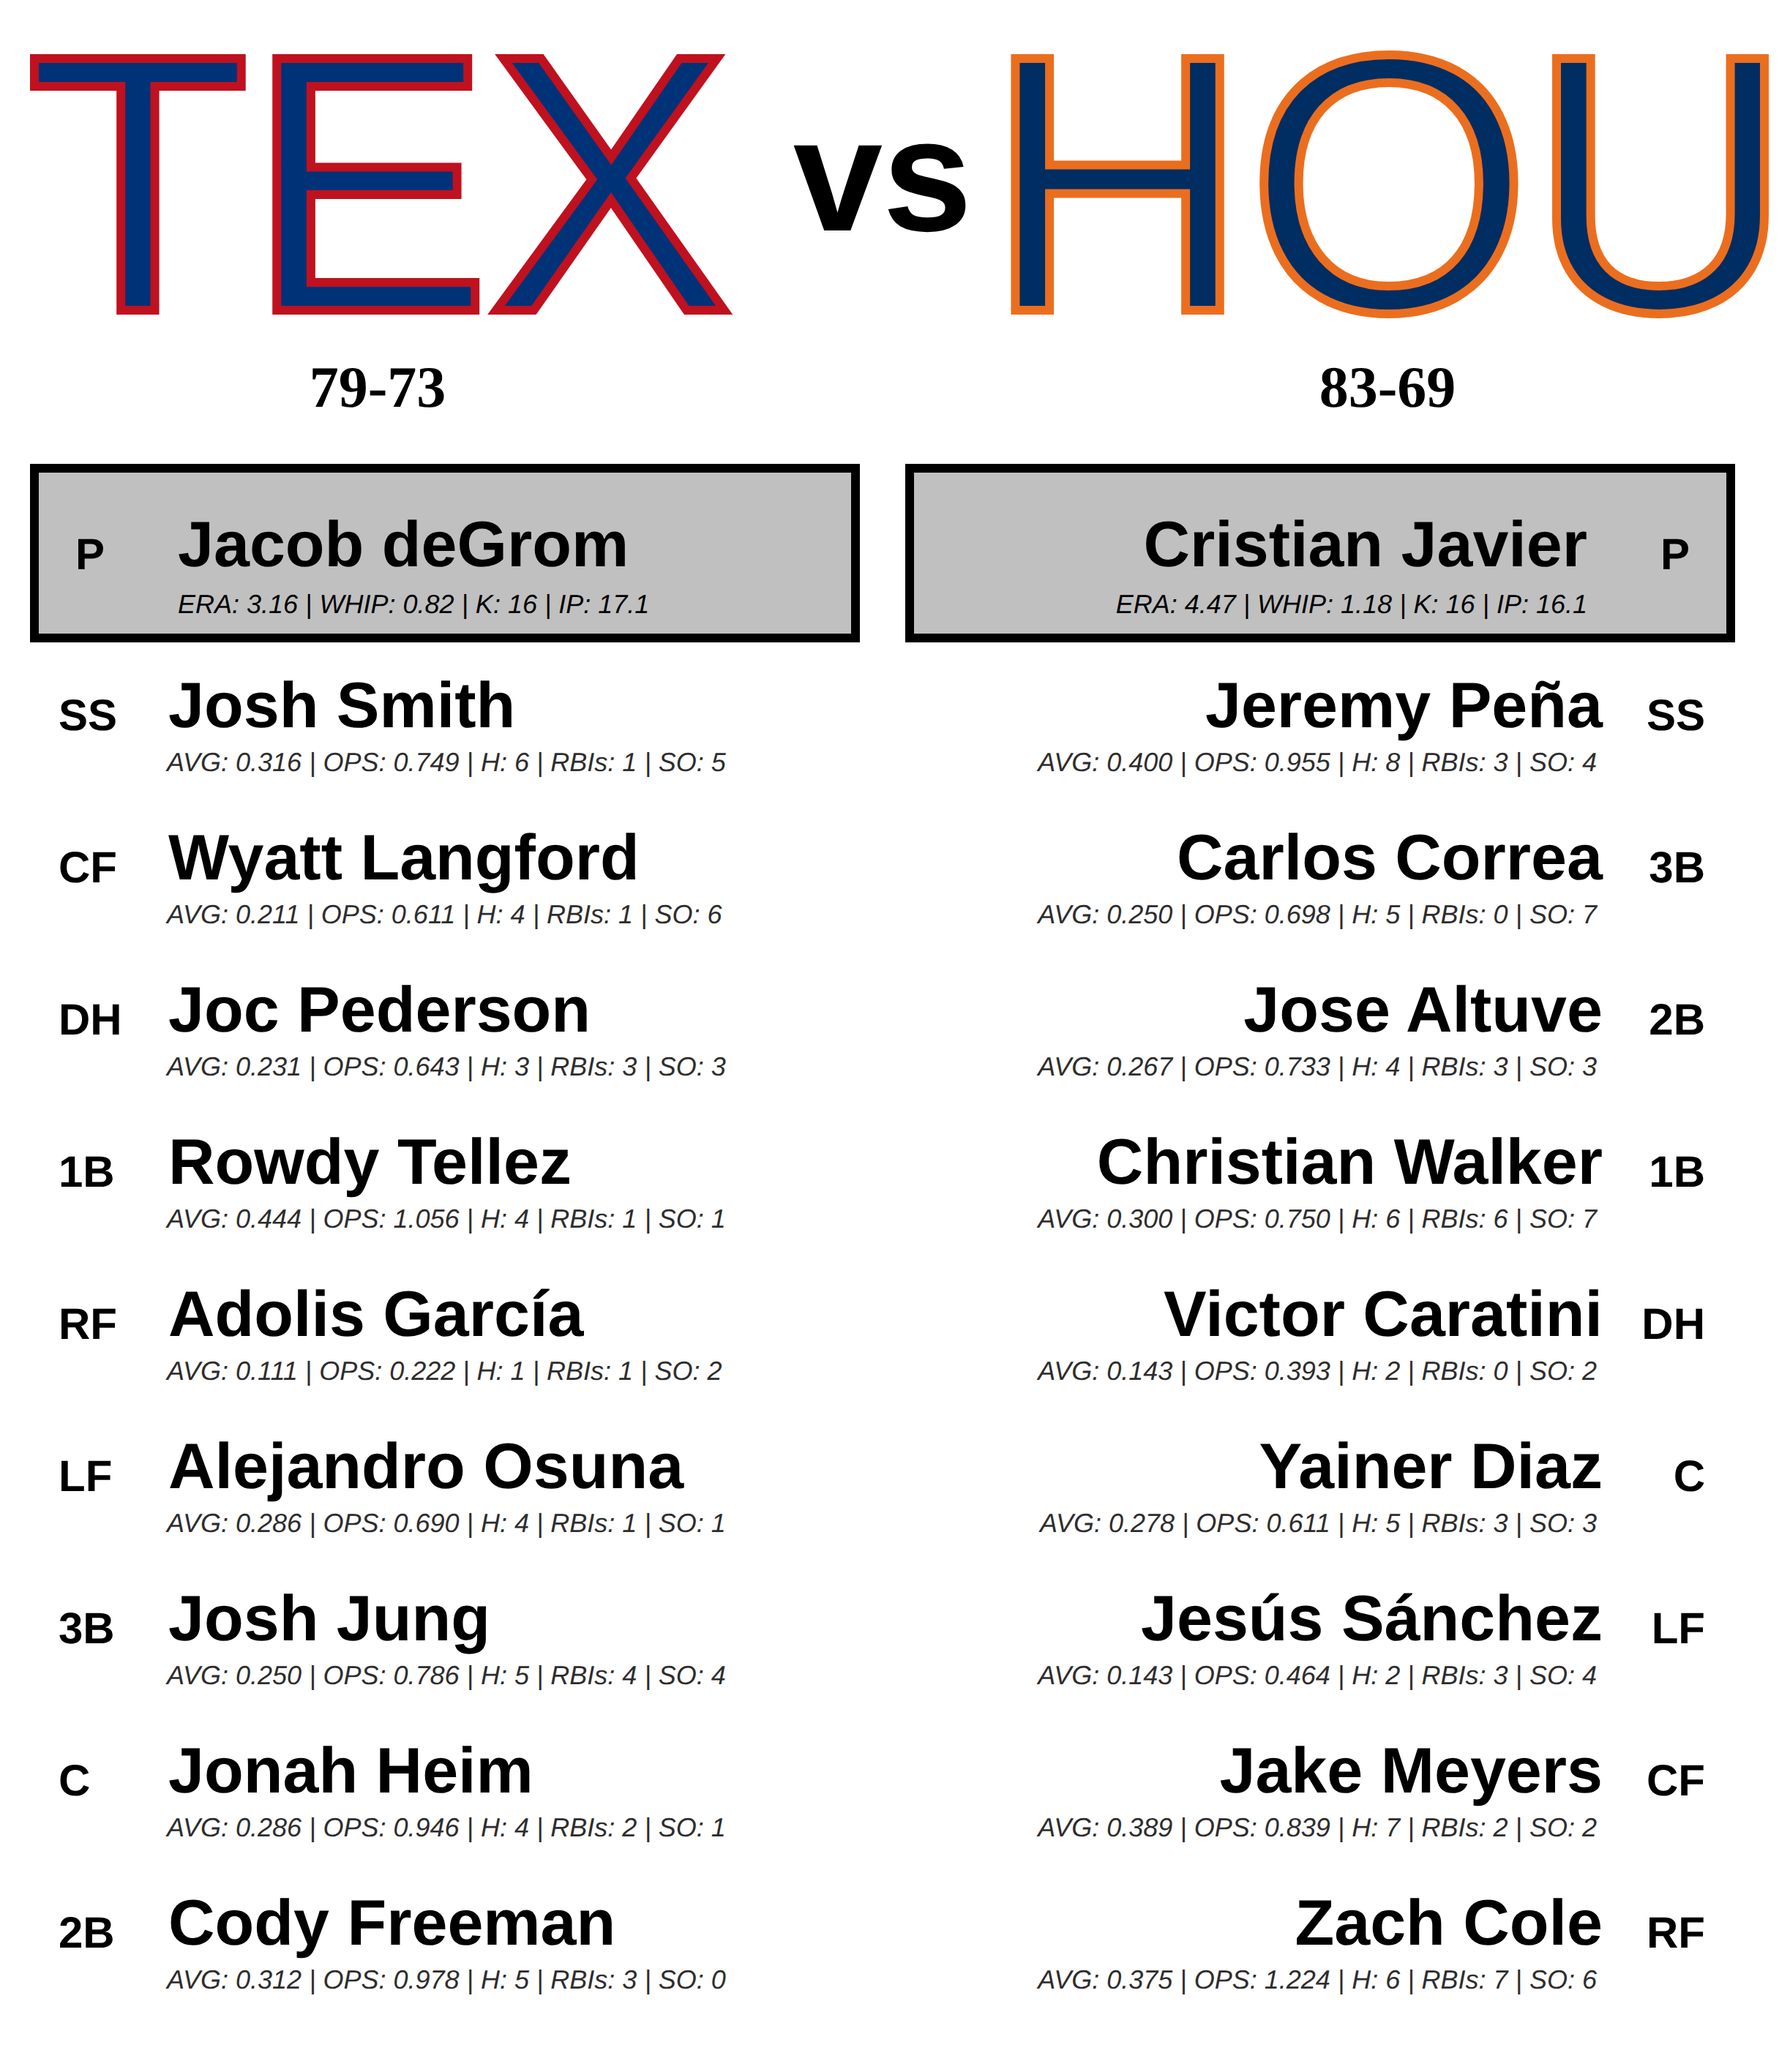 TEX vs HOU
79-73 83-69
P Jacob deGrom
ERA: 3.16 | WHIP: 0.82 | K: 16 | IP: 17.1
Cristian Javier P
ERA: 4.47 | WHIP: 1.18 | K: 16 | IP: 16.1
SS Josh Smith
AVG: 0.316 | OPS: 0.749 | H: 6 | RBIs: 1 | SO: 5
CF Wyatt Langford
AVG: 0.211 | OPS: 0.611 | H: 4 | RBIs: 1 | SO: 6
DH Joc Pederson
AVG: 0.231 | OPS: 0.643 | H: 3 | RBIs: 3 | SO: 3
1B Rowdy Tellez
AVG: 0.444 | OPS: 1.056 | H: 4 | RBIs: 1 | SO: 1
RF Adolis García
AVG: 0.111 | OPS: 0.222 | H: 1 | RBIs: 1 | SO: 2
LF Alejandro Osuna
AVG: 0.286 | OPS: 0.690 | H: 4 | RBIs: 1 | SO: 1
3B Josh Jung
AVG: 0.250 | OPS: 0.786 | H: 5 | RBIs: 4 | SO: 4
C Jonah Heim
AVG: 0.286 | OPS: 0.946 | H: 4 | RBIs: 2 | SO: 1
2B Cody Freeman
AVG: 0.312 | OPS: 0.978 | H: 5 | RBIs: 3 | SO: 0
Jeremy Peña SS
AVG: 0.400 | OPS: 0.955 | H: 8 | RBIs: 3 | SO: 4
Carlos Correa 3B
AVG: 0.250 | OPS: 0.698 | H: 5 | RBIs: 0 | SO: 7
Jose Altuve 2B
AVG: 0.267 | OPS: 0.733 | H: 4 | RBIs: 3 | SO: 3
Christian Walker 1B
AVG: 0.300 | OPS: 0.750 | H: 6 | RBIs: 6 | SO: 7
Victor Caratini DH
AVG: 0.143 | OPS: 0.393 | H: 2 | RBIs: 0 | SO: 2
Yainer Diaz C
AVG: 0.278 | OPS: 0.611 | H: 5 | RBIs: 3 | SO: 3
Jesús Sánchez LF
AVG: 0.143 | OPS: 0.464 | H: 2 | RBIs: 3 | SO: 4
Jake Meyers CF
AVG: 0.389 | OPS: 0.839 | H: 7 | RBIs: 2 | SO: 2
Zach Cole RF
AVG: 0.375 | OPS: 1.224 | H: 6 | RBIs: 7 | SO: 6